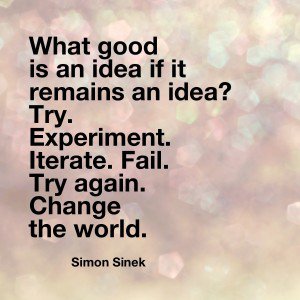 What good
is an idea if it
remains an idea?
Try.
Experiment.
Iterate. Fail.
Try again.
Change
the world.
Simon Sinek